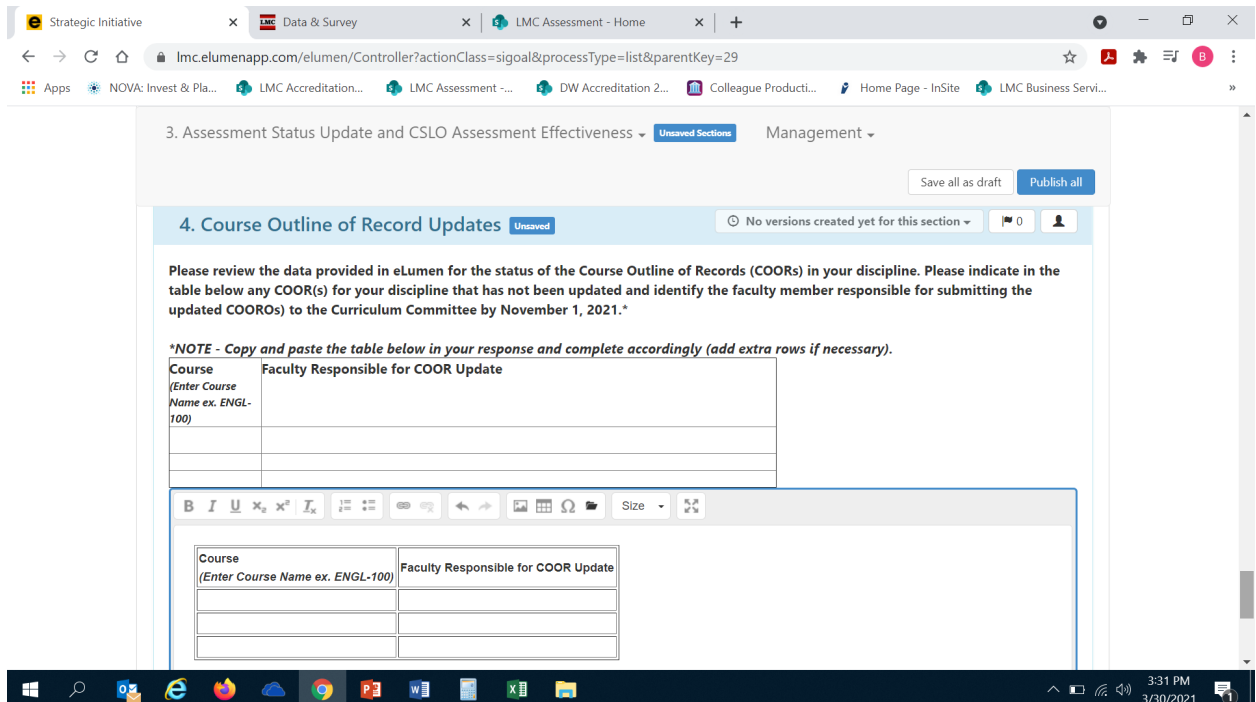 Strategic Initiative
LMC Data & Survey
LMC Assessment - Home
lmc.elumenapp.com/elumen/Controller?actionClass=sigoal&processType=list&parentKey=29
B
Apps NOVA: Invest & Pla... LMC Accreditation... LMC Assessment -... DW Accreditation 2... Colleague Producti... Home Page - InSite LMC Business Servi... »
3. Assessment Status Update and CSLO Assessment Effectiveness Unsaved Sections Management
Save all as draft Publish all
4. Course Outline of Record Updates Unsaved No versions created yet for this section 0
Please review the data provided in eLumen for the status of the Course Outline of Records (COORs) in your discipline. Please indicate in the
table below any COOR(s) for your discipline that has not been updated and identify the faculty member responsible for submitting the
updated COOROs) to the Curriculum Committee by November 1, 2021.*
*NOTE - Copy and paste the table below in your response and complete accordingly (add extra rows if necessary).
Course Faculty Responsible for COOR Update
(Enter Course
Name ex. ENGL-
100)
B I U x₂ x² Tx Ω Size
Course
(Enter Course Name ex. ENGL-100) Faculty Responsible for COOR Update
3:31 PM
3/30/2021
1